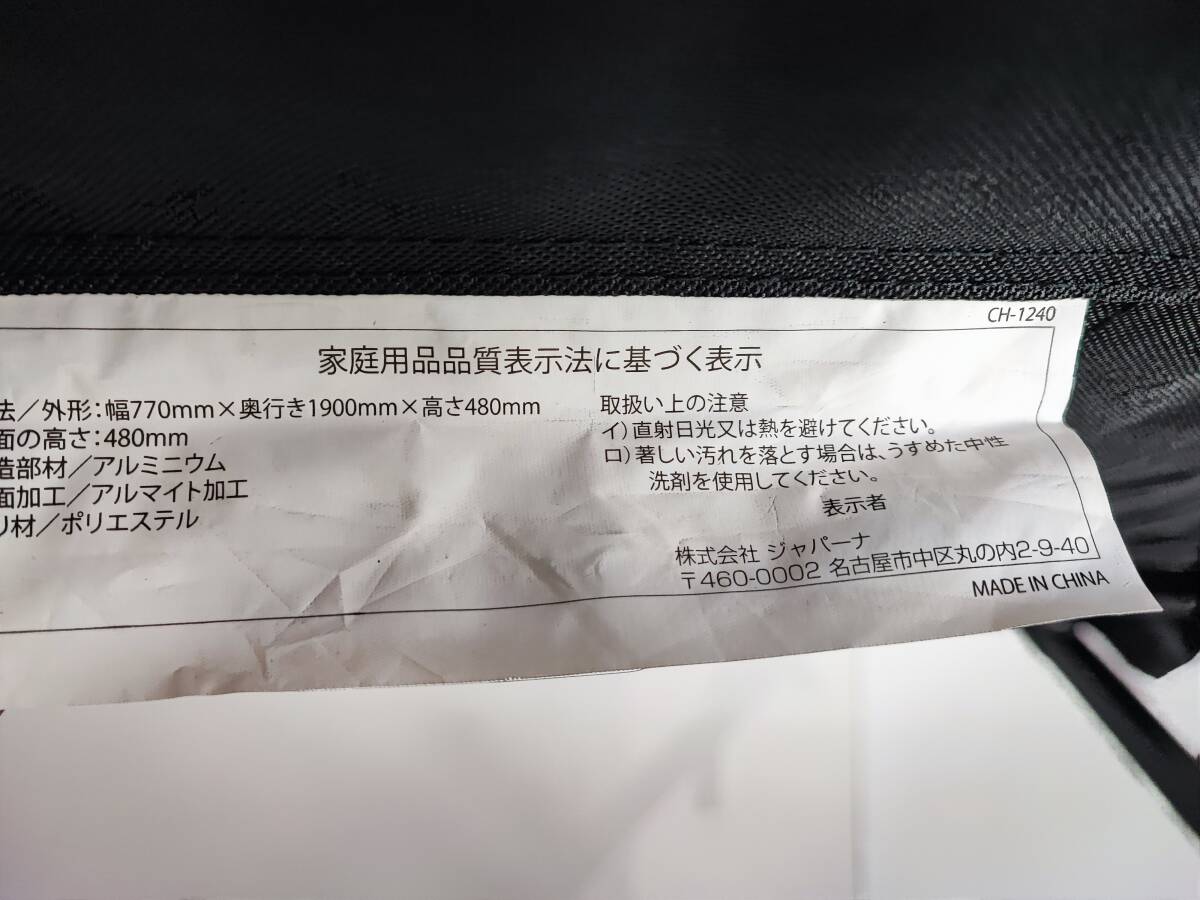 CH-1240
家庭用品品質表示法に基づく表示
法／外形：幅770mm×奥行き1900mm×高さ480mm
面の高さ：480mm
造部材／アルミニウム
面加工／アルマイト加工
り材／ポリエステル
取扱い上の注意
イ）直射日光又は熱を避けてください。
ロ）著しい汚れを落とす場合は、うすめた中性
洗剤を使用してください。
表示者
株式会社 ジャパーナ
〒460-0002 名古屋市中区丸の内2-9-40
MADE IN CHINA